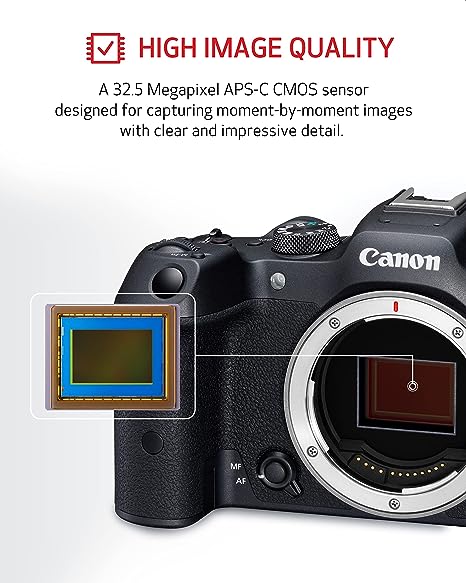 HIGH IMAGE QUALITY
A 32.5 Megapixel APS-C CMOS sensor
designed for capturing moment-by-moment images
with clear and impressive detail.
Canon
MF
AF